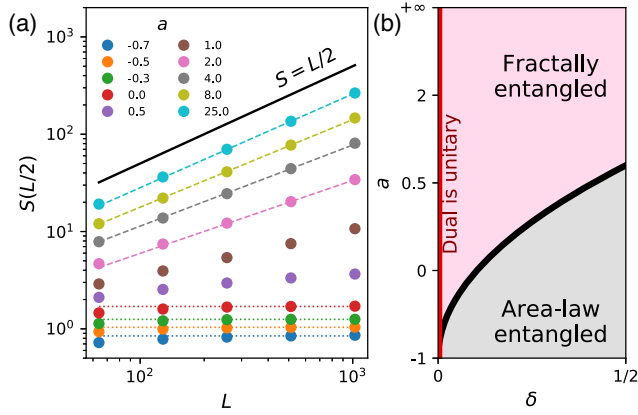 (a)
S(L/2)
10³
10²
10¹
10⁰
a
-0.7
-0.5
-0.3
0.0
0.5
1.0
2.0
4.0
8.0
25.0
S = L/2
10²
10³
L
(b)
a
+∞
2
0.5
0
-1
Fractally
entangled
Dual is unitary
Area-law
entangled
0
1/2
δ